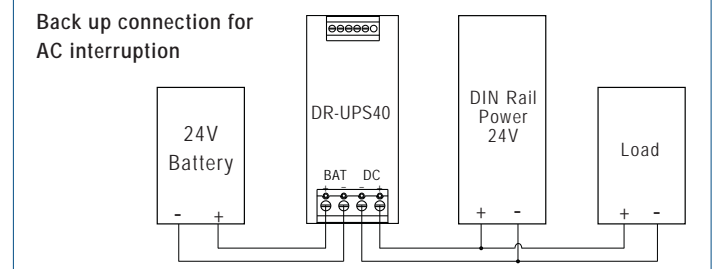 Back up connection for
AC interruption
DR-UPS40
BAT DC
+ - - +
24V
Battery
- +
DIN Rail
Power
24V
+ -
Load
+ -